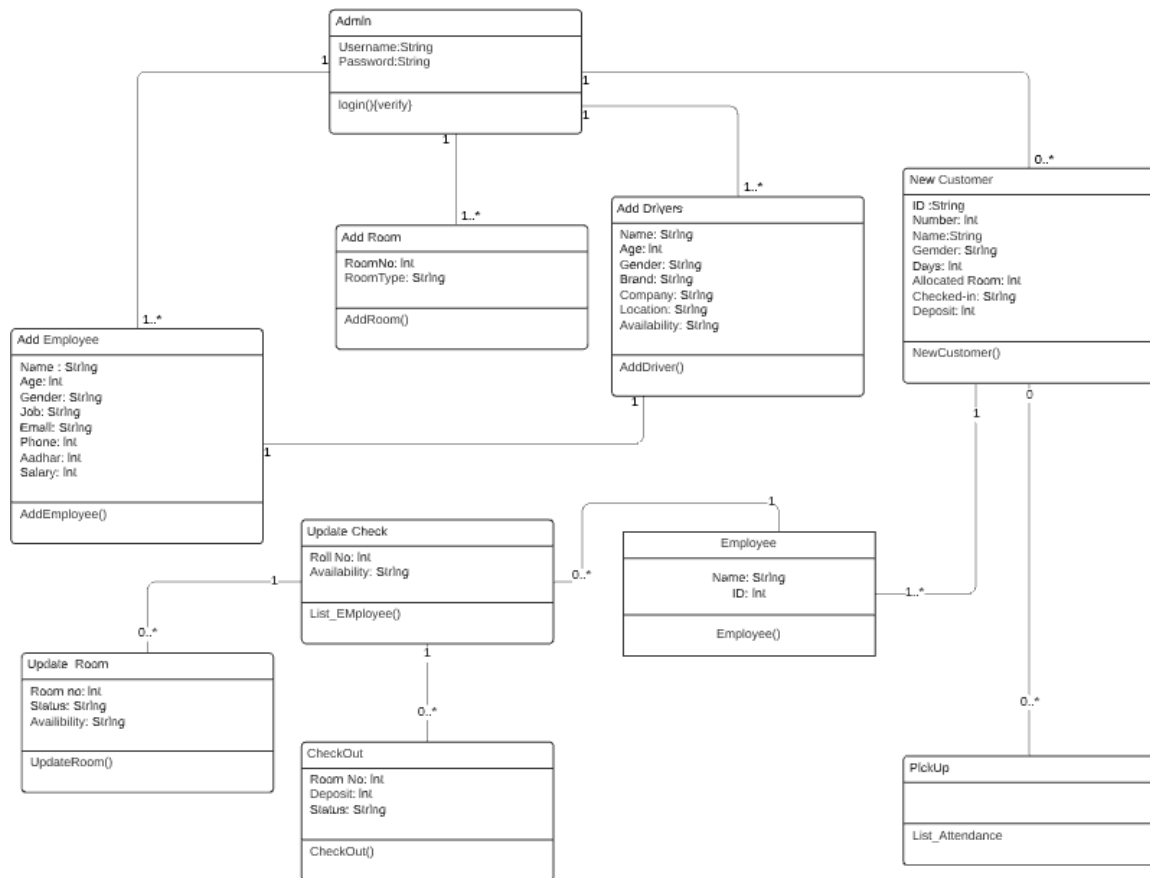 Admin
Username:String
Password:String
login(){verify}
1
1
1
1
0..*
1..*
1..*
1..*
New Customer
ID :String
Number: Int
Name:String
Gemder: String
Days: Int
Allocated Room: Int
Checked-in: String
Deposit: Int
NewCustomer()
Add Drivers
Name: String
Age: Int
Gender: String
Brand: String
Company: String
Location: String
Availability: String
AddDriver()
Add Room
RoomNo: Int
RoomType: String
AddRoom()
Add Employee
Name : String
Age: Int
Gender: String
Job: String
Email: String
Phone: Int
Aadhar: Int
Salary: Int
AddEmployee()
1
1
0
1
1
0..*
1..*
Employee
Name: String
ID: Int
Employee()
Update Check
Roll No: Int
Availability: String
List_EMployee()
1
0..*
1
0..*
0..*
Update Room
Room no: Int
Status: String
Availibility: String
UpdateRoom()
CheckOut
Room No: Int
Deposit: Int
Status: String
CheckOut()
PickUp
List_Attendance